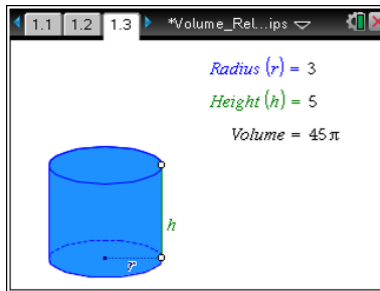 1.1 1.2 1.3 *Volume_Rel...ips
Radius (r) = 3
Height (h) = 5
Volume = 45π
h
r